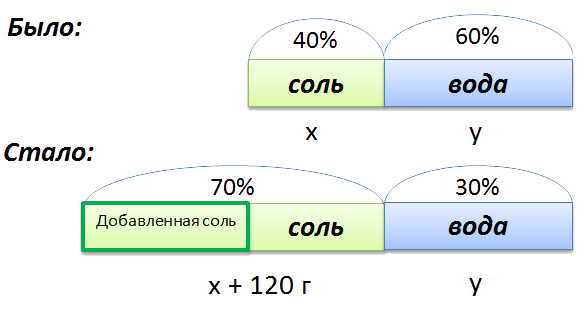 Было:
40% 60%
соль вода
x y
Стало:
70% 30%
Добавленная соль соль вода
x + 120 г y